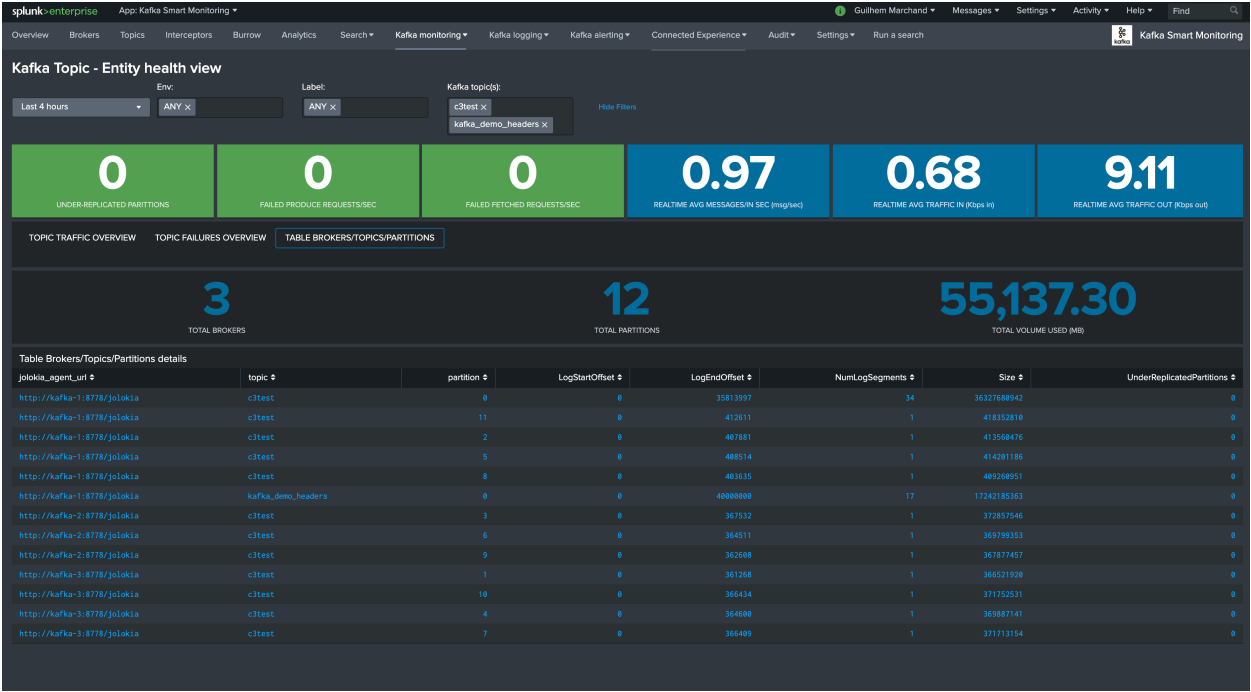 splunk>enterprise App: Kafka Smart Monitoring Guilhem Marchand Messages Settings Activity Help Find
Overview Brokers Topics Interceptors Burrow Analytics Search Kafka monitoring Kafka logging Kafka alerting Connected Experience Audit Settings Run a search kafka Kafka Smart Monitoring
Kafka Topic - Entity health view
Env: Label: Kafka topic(s):
Last 4 hours ANY × ANY × c3test × Hide Filters
kafka_demo_headers ×
0 0 0 0.97 0.68 9.11
UNDER-REPLICATED PARITIONS FAILED PRODUCE REQUESTS/SEC FAILED FETCHED REQUESTS/SEC REALTIME AVG MESSAGES/IN SEC (msg/sec) REALTIME AVG TRAFFIC IN (Kbps in) REALTIME AVG TRAFFIC OUT (Kbps out)
TOPIC TRAFFIC OVERVIEW TOPIC FAILURES OVERVIEW TABLE BROKERS/TOPICS/PARTITIONS
3 12 55,137.30
TOTAL BROKERS TOTAL PARTITIONS TOTAL VOLUME USED (MB)
Table Brokers/Topics/Partitions details
jolokia_agent_url topic partition LogStartOffset LogEndOffset NumLogSegments Size UnderReplicatedPartitions
http://kafka-1:8778/jolokia c3test 0 0 35813997 34 36327680942 0
http://kafka-1:8778/jolokia c3test 11 0 412611 1 418352810 0
http://kafka-1:8778/jolokia c3test 2 0 407881 1 413560476 0
http://kafka-1:8778/jolokia c3test 5 0 408514 1 414201186 0
http://kafka-1:8778/jolokia c3test 8 0 403635 1 409260951 0
http://kafka-1:8778/jolokia kafka_demo_headers 0 0 40000000 17 17242185363 0
http://kafka-2:8778/jolokia c3test 3 0 367532 1 372857546 0
http://kafka-2:8778/jolokia c3test 6 0 364511 1 369799353 0
http://kafka-2:8778/jolokia c3test 9 0 362608 1 367877457 0
http://kafka-3:8778/jolokia c3test 1 0 361268 1 366521920 0
http://kafka-3:8778/jolokia c3test 10 0 366434 1 371752531 0
http://kafka-3:8778/jolokia c3test 4 0 364600 1 369887141 0
http://kafka-3:8778/jolokia c3test 7 0 366409 1 371713154 0